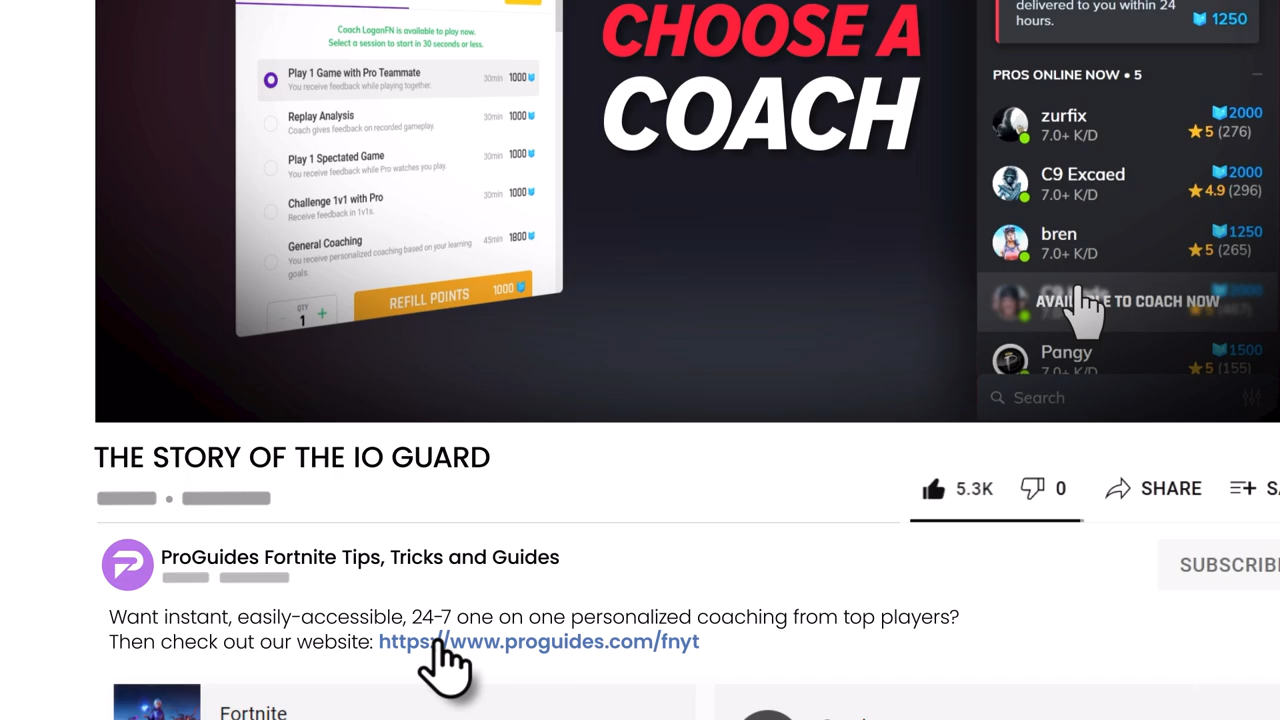 Coach LoganFN is available to play now.
Select a session to start in 30 seconds or less.
Play 1 Game with Pro Teammate
You receive feedback while playing together.
30min 1000
Replay Analysis
Coach gives feedback on recorded gameplay.
30min 1000
Play 1 Spectated Game
You receive feedback while Pro watches you play.
30min 1000
Challenge 1v1 with Pro
Receive feedback in 1v1s.
30min 1000
General Coaching
You receive personalized coaching based on your learning
goals.
45min 1800
QTY
- 1 +
REFILL POINTS 1000
CHOOSE A
COACH
delivered to you within 24
hours.
1250
PROS ONLINE NOW • 5
zurfix 2000
7.0+ K/D 5 (276)
C9 Excaed 2000
7.0+ K/D 4.9 (296)
bren 1250
7.0+ K/D 5 (265)
TO COACH NOW
Pangy 1500
7.0+ K/D 5 (155)
Search
THE STORY OF THE IO GUARD
5.3K 0 SHARE
ProGuides Fortnite Tips, Tricks and Guides
Want instant, easily-accessible, 24-7 one on one personalized coaching from top players?
Then check out our website: https://www.proguides.com/fnyt
Fortnite